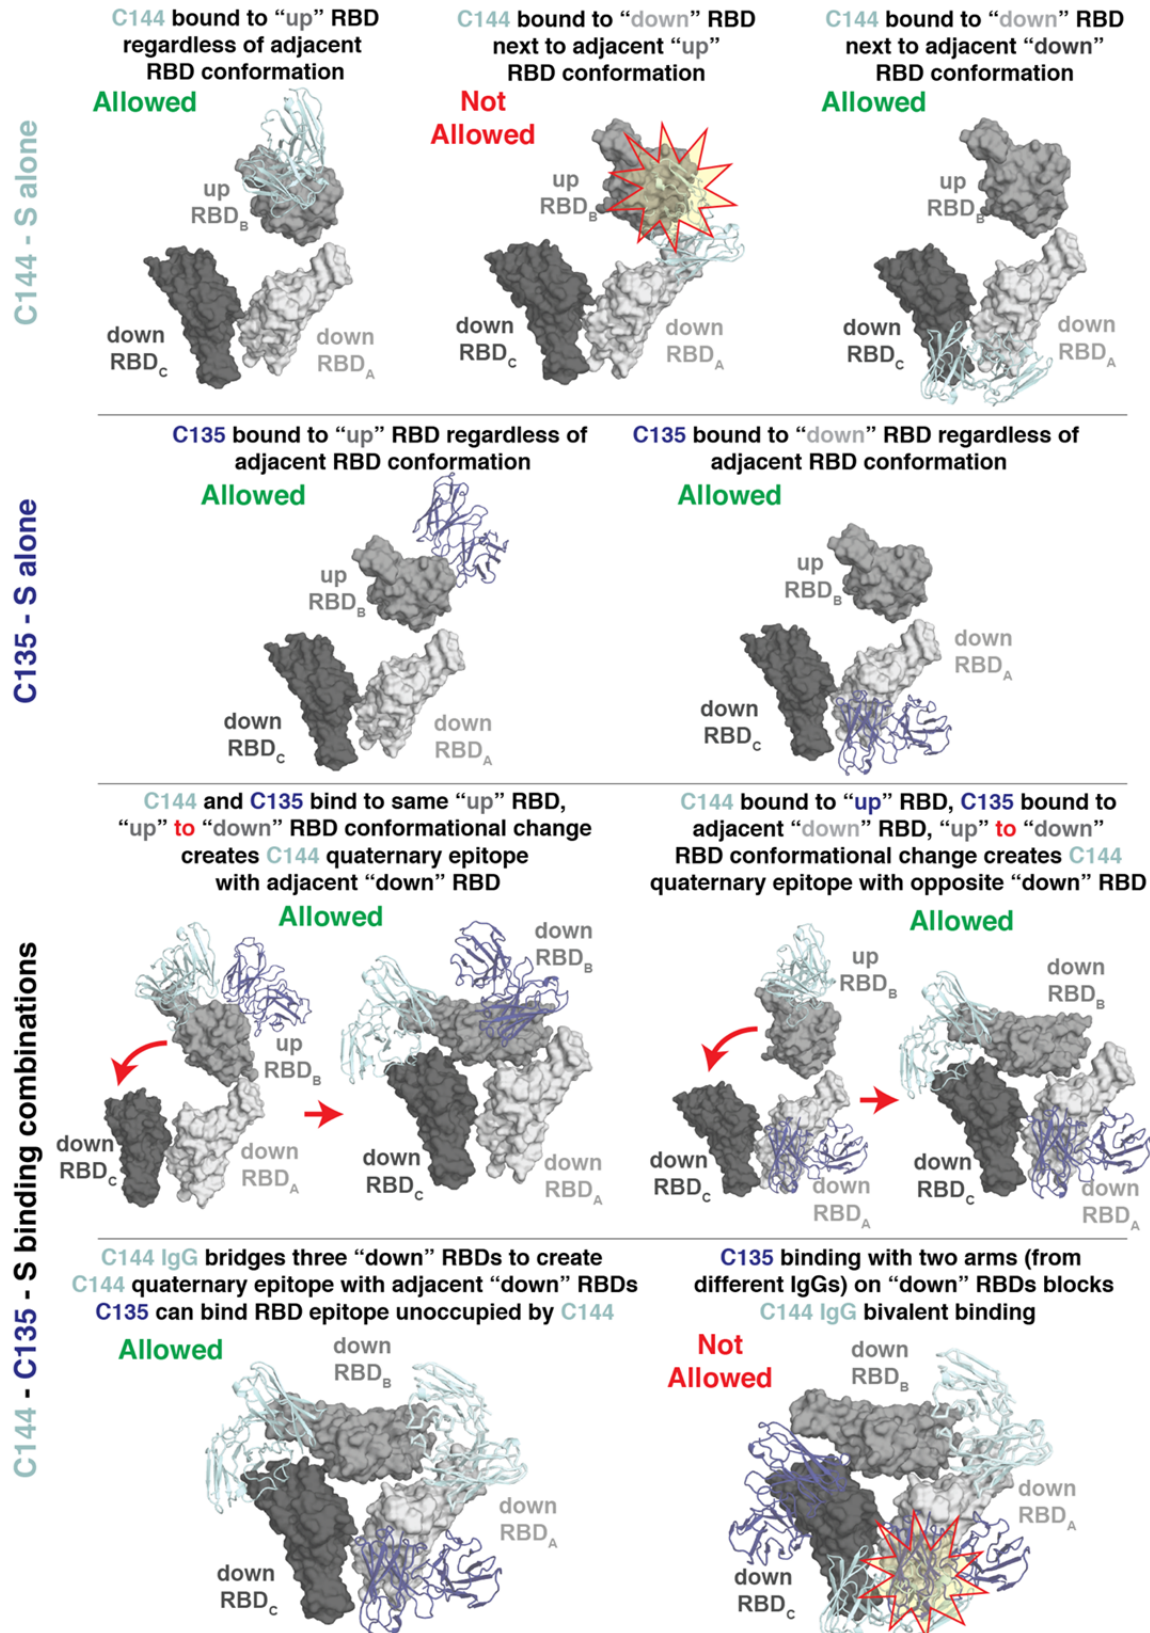 C144 - S alone
C144 bound to “up” RBD
regardless of adjacent
RBD conformation
Allowed
up
RBDB
down
RBDC
down
RBDA
C144 bound to “down” RBD
next to adjacent “up”
RBD conformation
Not
Allowed
up
RBDB
down
RBDC
down
RBDA
C144 bound to “down” RBD
next to adjacent “down”
RBD conformation
Allowed
up
RBDB
down
RBDC
down
RBDA
C135 - S alone
C135 bound to “up” RBD regardless of
adjacent RBD conformation
Allowed
up
RBDB
down
RBDC
down
RBDA
C135 bound to “down” RBD regardless of
adjacent RBD conformation
Allowed
up
RBDB
down
RBDA
down
RBDC
C144 - C135 - S binding combinations
C144 and C135 bind to same “up” RBD,
“up” to “down” RBD conformational change
creates C144 quaternary epitope
with adjacent “down” RBD
Allowed
up
RBDB
down
RBDC
down
RBDA
down
RBDB
down
RBDC
down
RBDA
C144 bound to “up” RBD, C135 bound to
adjacent “down” RBD, “up” to “down”
RBD conformational change creates C144
quaternary epitope with opposite “down” RBD
Allowed
up
RBDB
down
RBDC
down
RBDA
down
RBDB
down
RBDC
down
RBDA
C144 IgG bridges three “down” RBDs to create
C144 quaternary epitope with adjacent “down” RBDs
C135 can bind RBD epitope unoccupied by C144
Allowed
down
RBDB
down
RBDA
down
RBDC
C135 binding with two arms (from
different IgGs) on “down” RBDs blocks
C144 IgG bivalent binding
Not
Allowed
down
RBDB
down
RBDA
down
RBDC